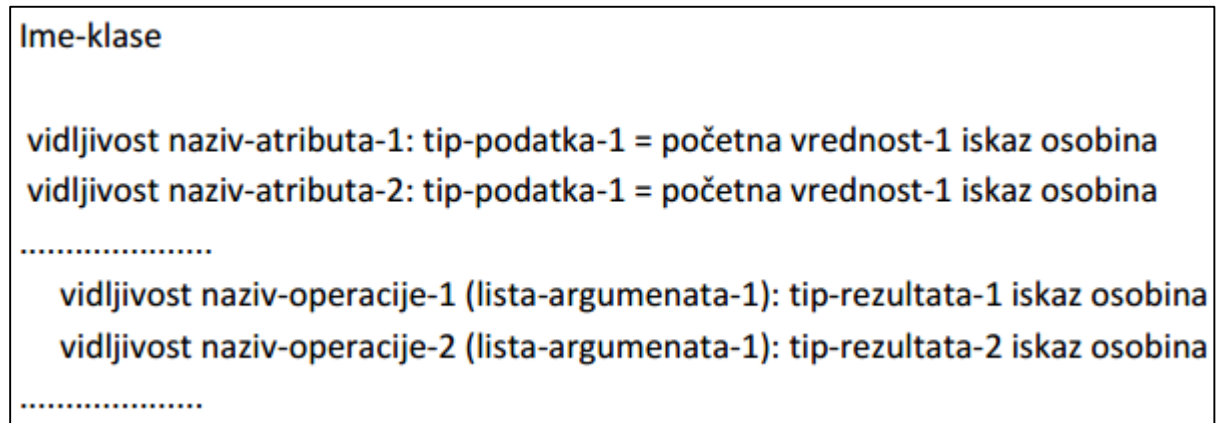 Ime-klase
vidljivost naziv-atributa-1: tip-podatka-1 = početna vrednost-1 iskaz osobina
vidljivost naziv-atributa-2: tip-podatka-1 = početna vrednost-1 iskaz osobina
.....................
vidljivost naziv-operacije-1 (lista-argumenata-1): tip-rezultata-1 iskaz osobina
vidljivost naziv-operacije-2 (lista-argumenata-1): tip-rezultata-2 iskaz osobina
....................